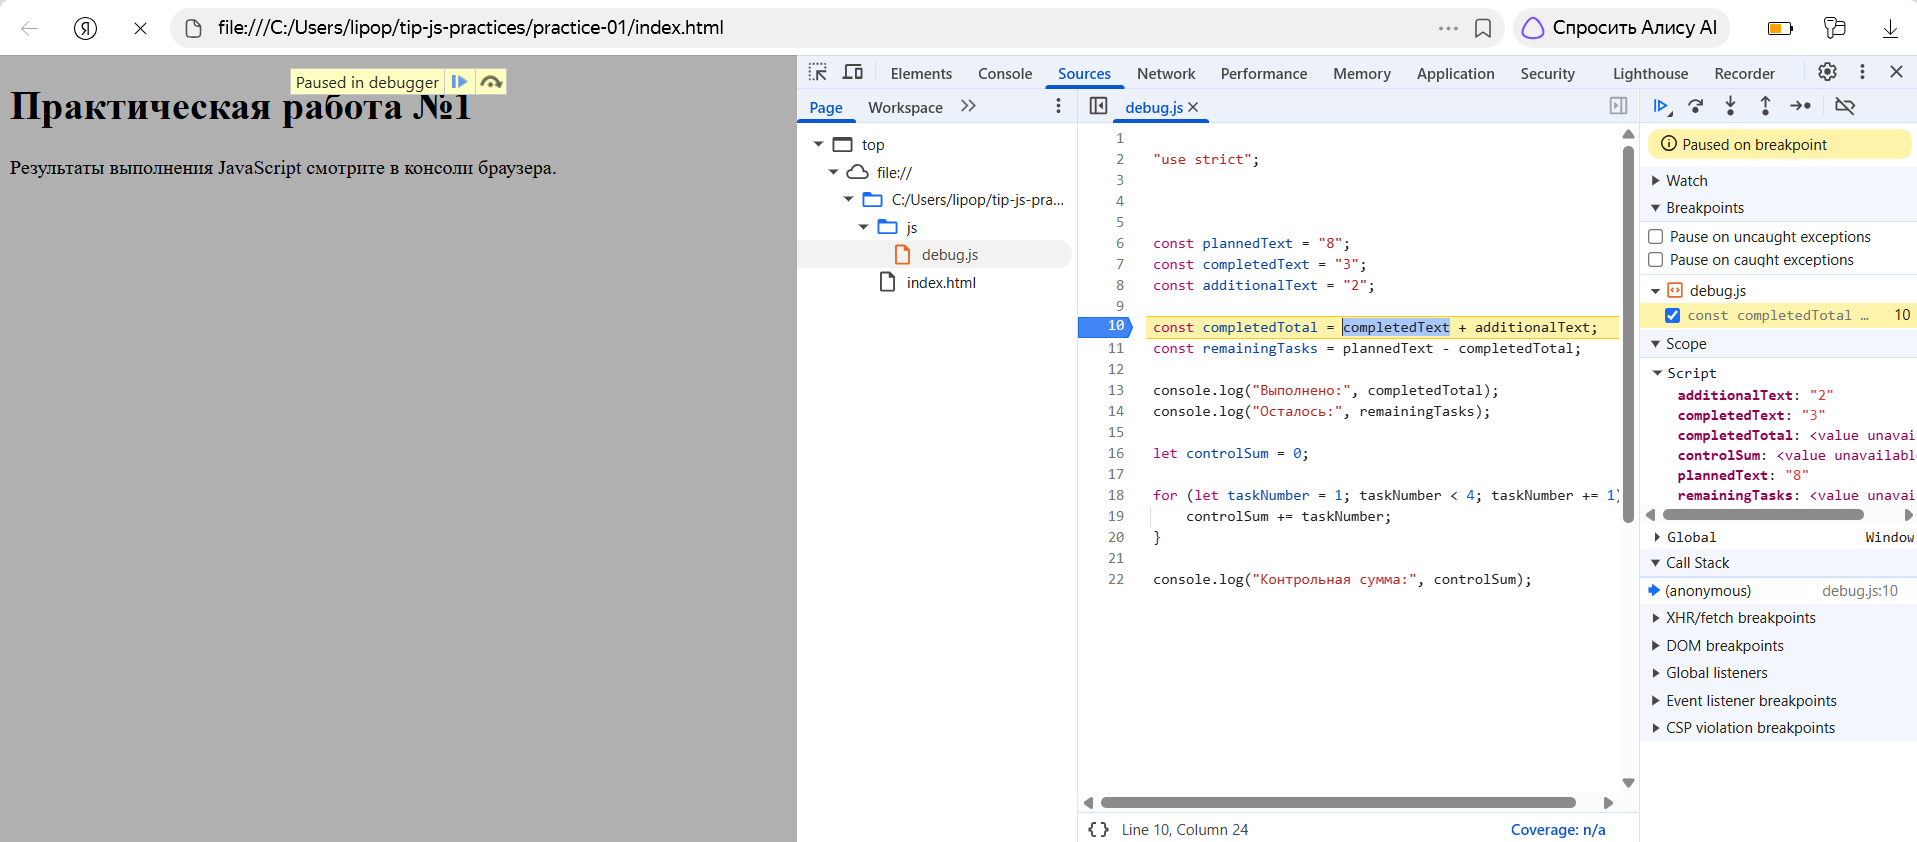 file:///C:/Users/lipop/tip-js-practices/practice-01/index.html
Спросить Алису AI
Paused in debugger
Практическая работа №1
Результаты выполнения JavaScript смотрите в консоли браузера.
Elements Console Sources Network Performance Memory Application Security Lighthouse Recorder
Page Workspace
top
file://
C:/Users/lipop/tip-js-pra...
js
debug.js
index.html
debug.js
1
2 "use strict";
3
4
5
6 const plannedText = "8";
7 const completedText = "3";
8 const additionalText = "2";
9
10 const completedTotal = completedText + additionalText;
11 const remainingTasks = plannedText - completedTotal;
12
13 console.log("Выполнено:", completedTotal);
14 console.log("Осталось:", remainingTasks);
15
16 let controlSum = 0;
17
18 for (let taskNumber = 1; taskNumber < 4; taskNumber += 1)
19 controlSum += taskNumber;
20 }
21
22 console.log("Контрольная сумма:", controlSum);
{} Line 10, Column 24
Coverage: n/a
Paused on breakpoint
Watch
Breakpoints
Pause on uncaught exceptions
Pause on caught exceptions
debug.js
const completedTotal … 10
Scope
Script
additionalText: "2"
completedText: "3"
completedTotal: <value unavai
controlSum: <value unavailabl
plannedText: "8"
remainingTasks: <value unavai
Global Window
Call Stack
(anonymous) debug.js:10
XHR/fetch breakpoints
DOM breakpoints
Global listeners
Event listener breakpoints
CSP violation breakpoints